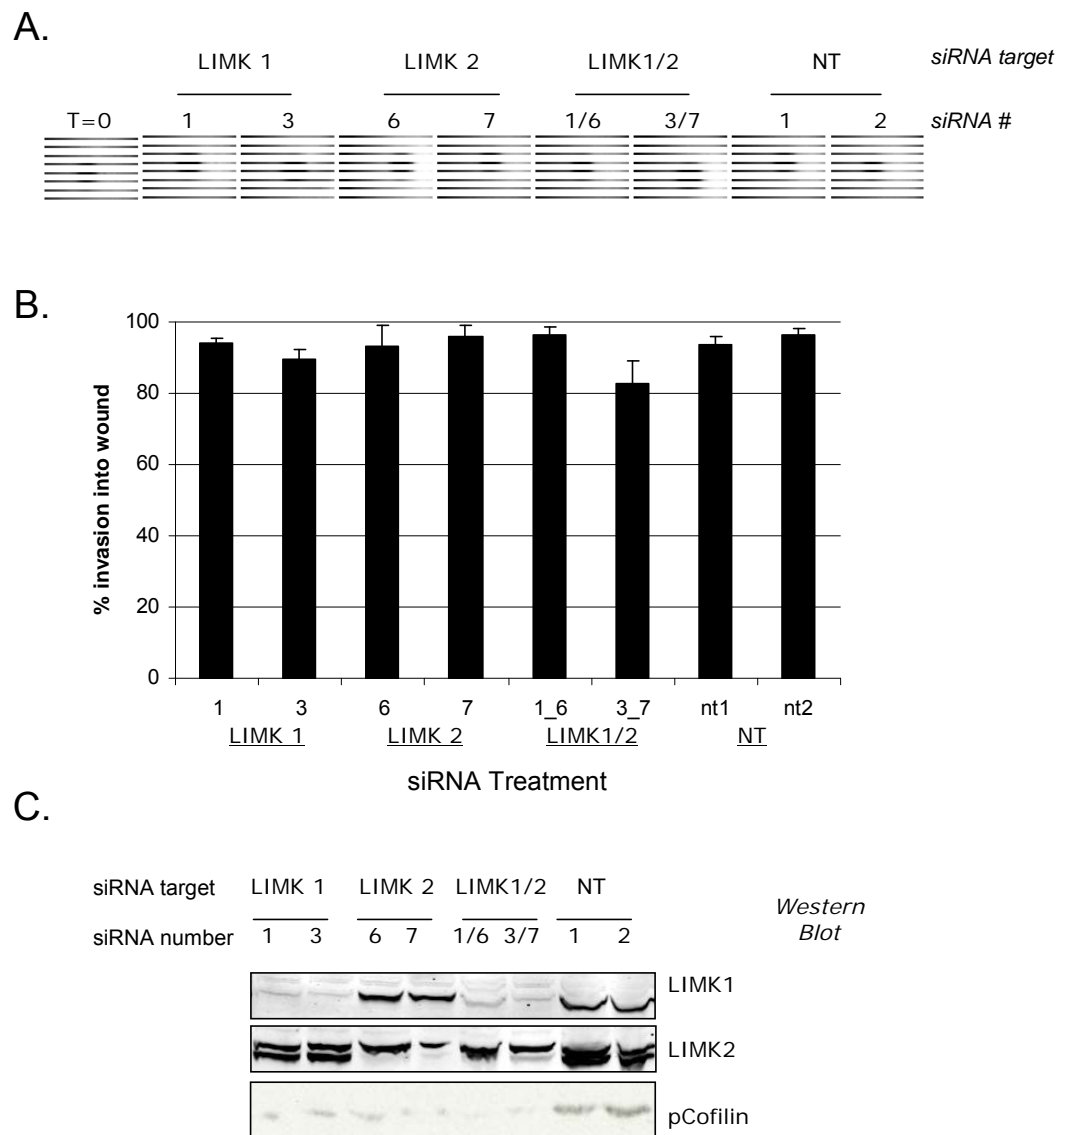 A.
LIMK 1 LIMK 2 LIMK1/2 NT siRNA target
T=0 1 3 6 7 1/6 3/7 1 2 siRNA #
B.
% invasion into wound
100
80
60
40
20
0
1 3 6 7 1_6 3_7 nt1 nt2
LIMK 1 LIMK 2 LIMK1/2 NT
siRNA Treatment
C.
siRNA target LIMK 1 LIMK 2 LIMK1/2 NT
Western
Blot
siRNA number 1 3 6 7 1/6 3/7 1 2
LIMK1
LIMK2
pCofilin